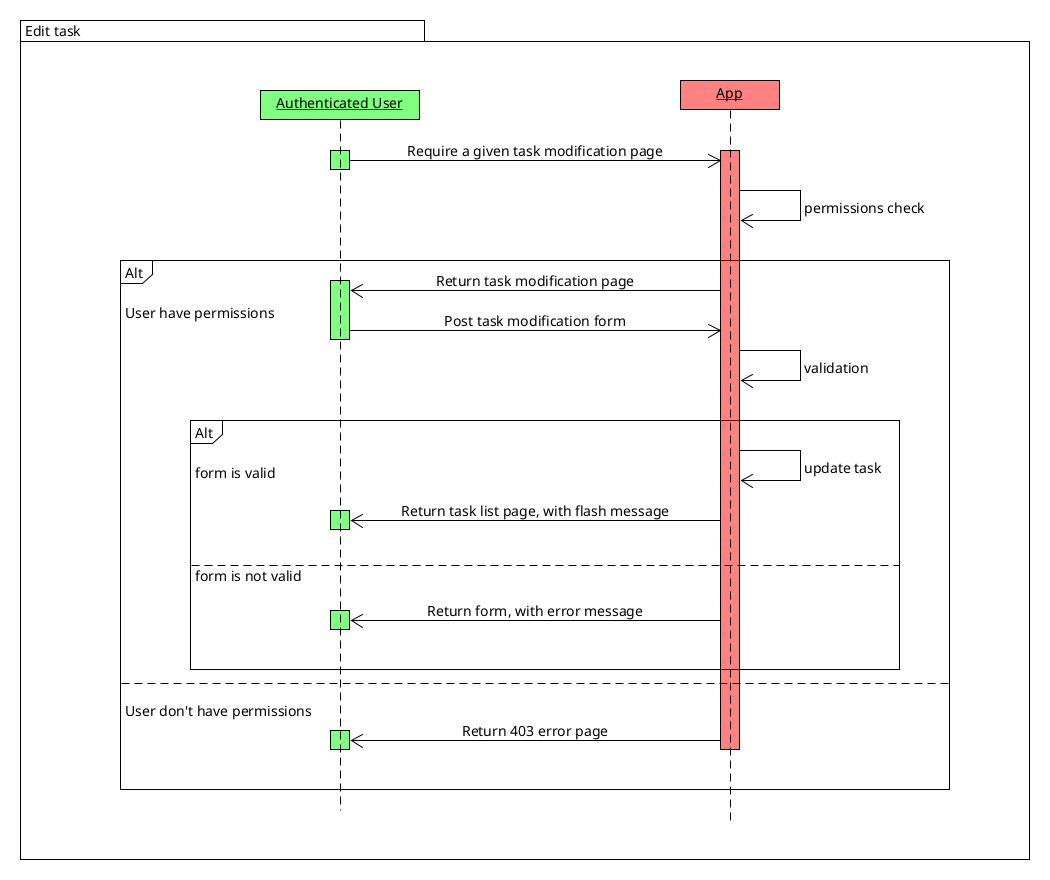 Edit task
Authenticated User
App
Require a given task modification page
permissions check
Alt
Return task modification page
User have permissions
Post task modification form
validation
Alt
form is valid
update task
Return task list page, with flash message
form is not valid
Return form, with error message
User don't have permissions
Return 403 error page